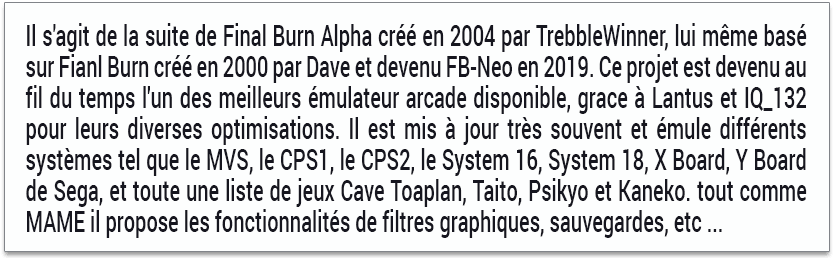 Il s'agit de la suite de Final Burn Alpha créé en 2004 par TrebbleWinner, lui même basé
sur Fianl Burn créé en 2000 par Dave et devenu FB-Neo en 2019. Ce projet est devenu au
fil du temps l'un des meilleurs émulateur arcade disponible, grace à Lantus et IQ_132
pour leurs diverses optimisations. Il est mis à jour très souvent et émule différents
systèmes tel que le MVS, le CPS1, le CPS2, le System 16, System 18, X Board, Y Board
de Sega, et toute une liste de jeux Cave Toaplan, Taito, Psikyo et Kaneko. tout comme
MAME il propose les fonctionnalités de filtres graphiques, sauvegardes, etc ...